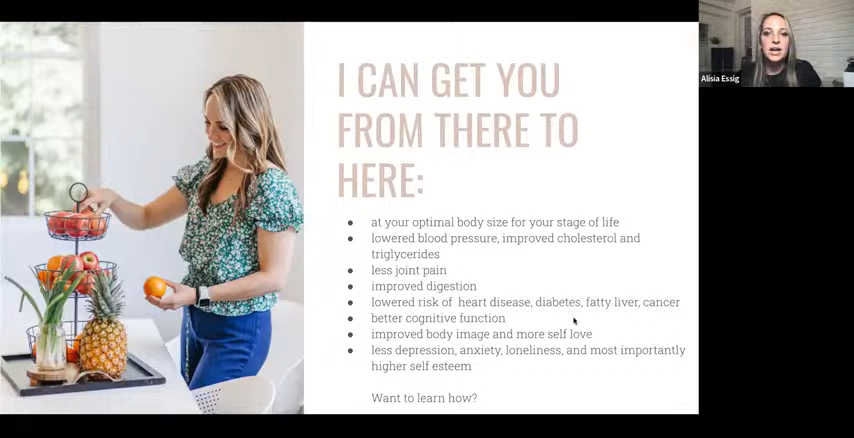 I CAN GET YOU
FROM THERE TO
HERE:
● at your optimal body size for your stage of life
● lowered blood pressure, improved cholesterol and
triglycerides
● less joint pain
● improved digestion
● lowered risk of  heart disease, diabetes, fatty liver, cancer
● better cognitive function
● improved body image and more self love
● less depression, anxiety, loneliness, and most importantly
higher self esteem
Want to learn how?
Alisia Essig